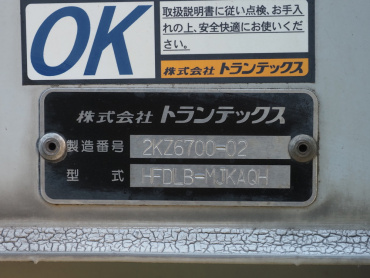 OK
取扱説明書に従い点検、お手入
れの上、安全快適にお使いくだ
さい。
株式会社 トランテックス
株式会社 トランテックス
製造番号 2KZ6700-02
型 式 HFDLB-MJKAQH